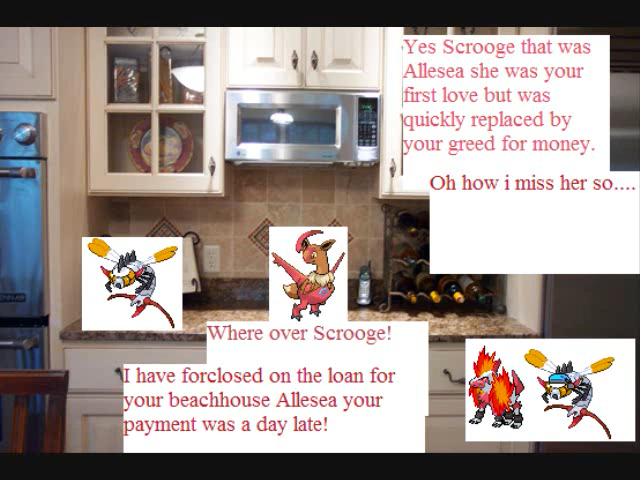 Yes Scrooge that was
Allesea she was your
first love but was
quickly replaced by
your greed for money.
Oh how i miss her so....
Where over Scrooge!
I have forclosed on the loan for
your beachhouse Allesea your
payment was a day late!